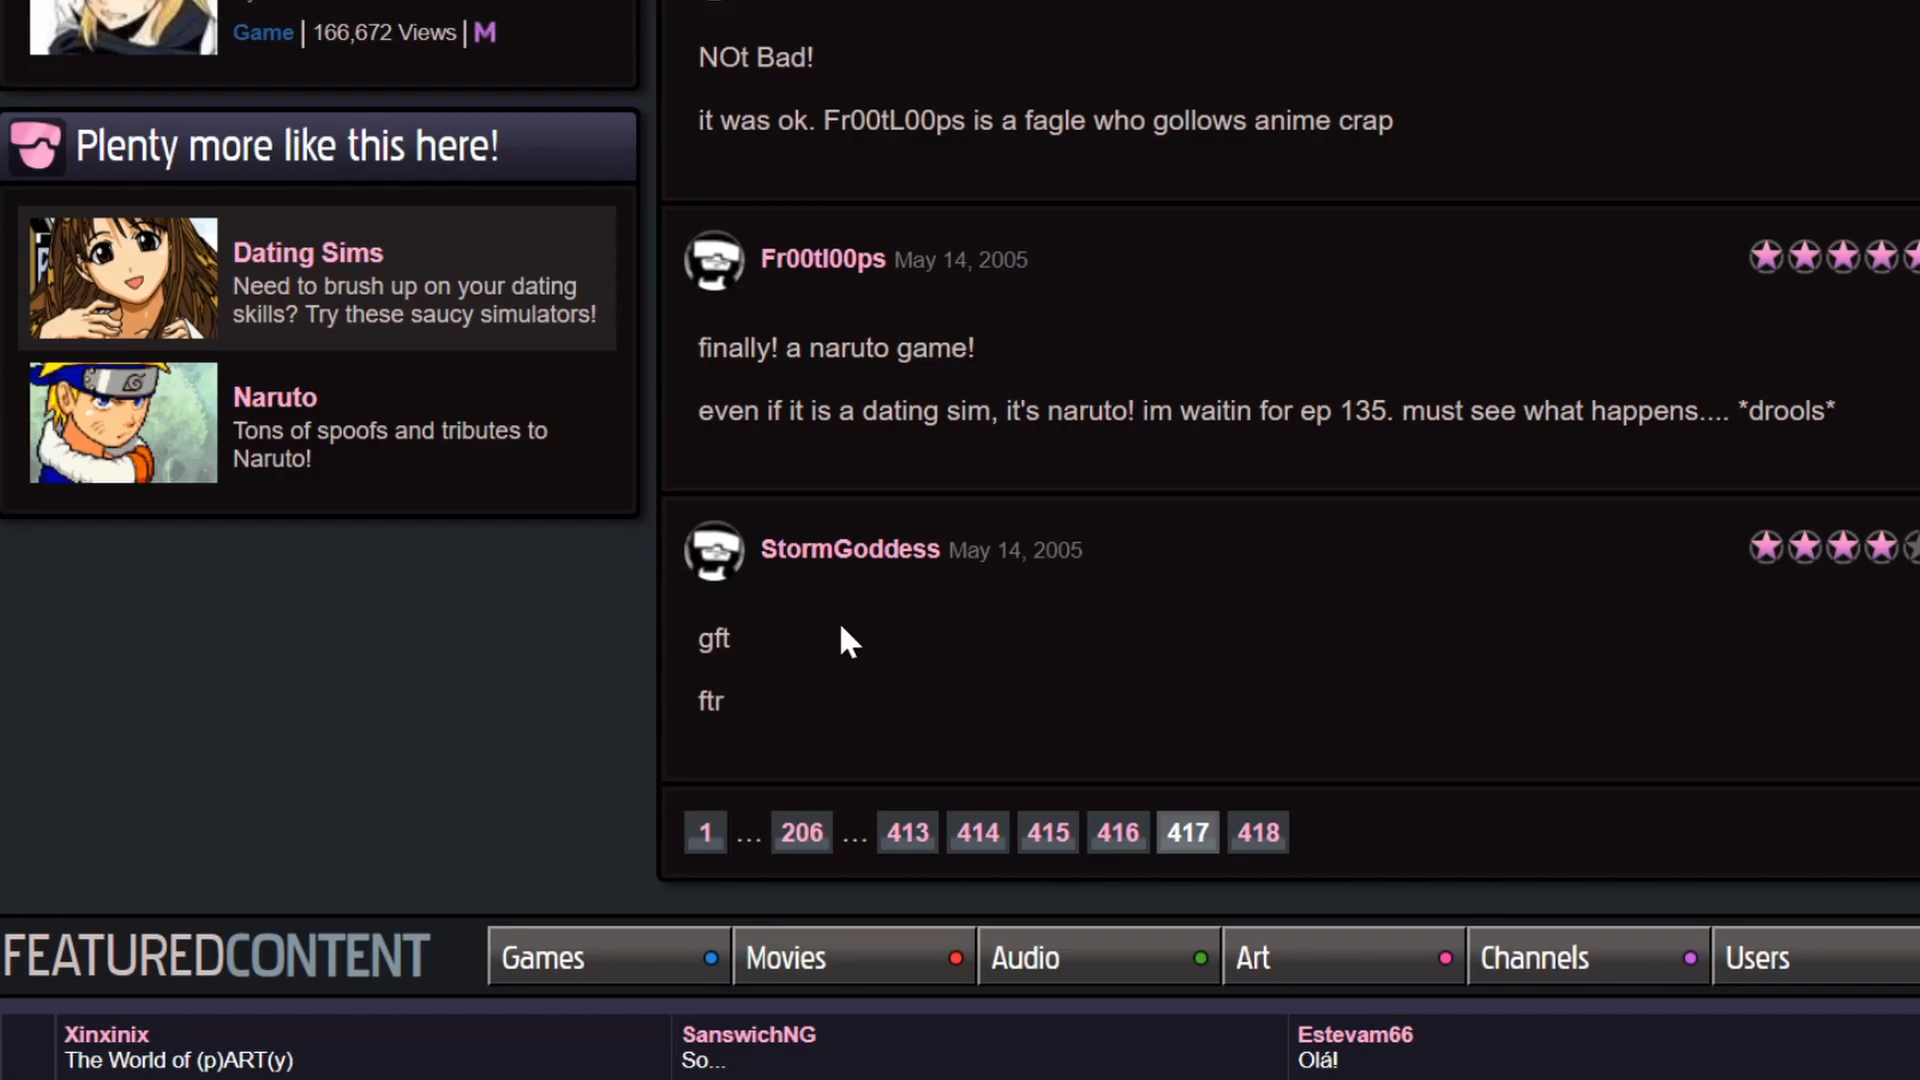 Game | 166,672 Views | M
Plenty more like this here!
Dating Sims
Need to brush up on your dating
skills? Try these saucy simulators!
Naruto
Tons of spoofs and tributes to
Naruto!
NOt Bad!
it was ok. Fr00tL00ps is a fagle who gollows anime crap
Fr00tl00ps May 14, 2005
finally! a naruto game!
even if it is a dating sim, it's naruto! im waitin for ep 135. must see what happens.... *drools*
StormGoddess May 14, 2005
gft
ftr
1 ... 206 ... 413 414 415 416 417 418
FEATUREDCONTENT
Games Movies Audio Art Channels Users
Xinxinix
The World of (p)ART(y)
SanswichNG
So...
Estevam66
Olá!